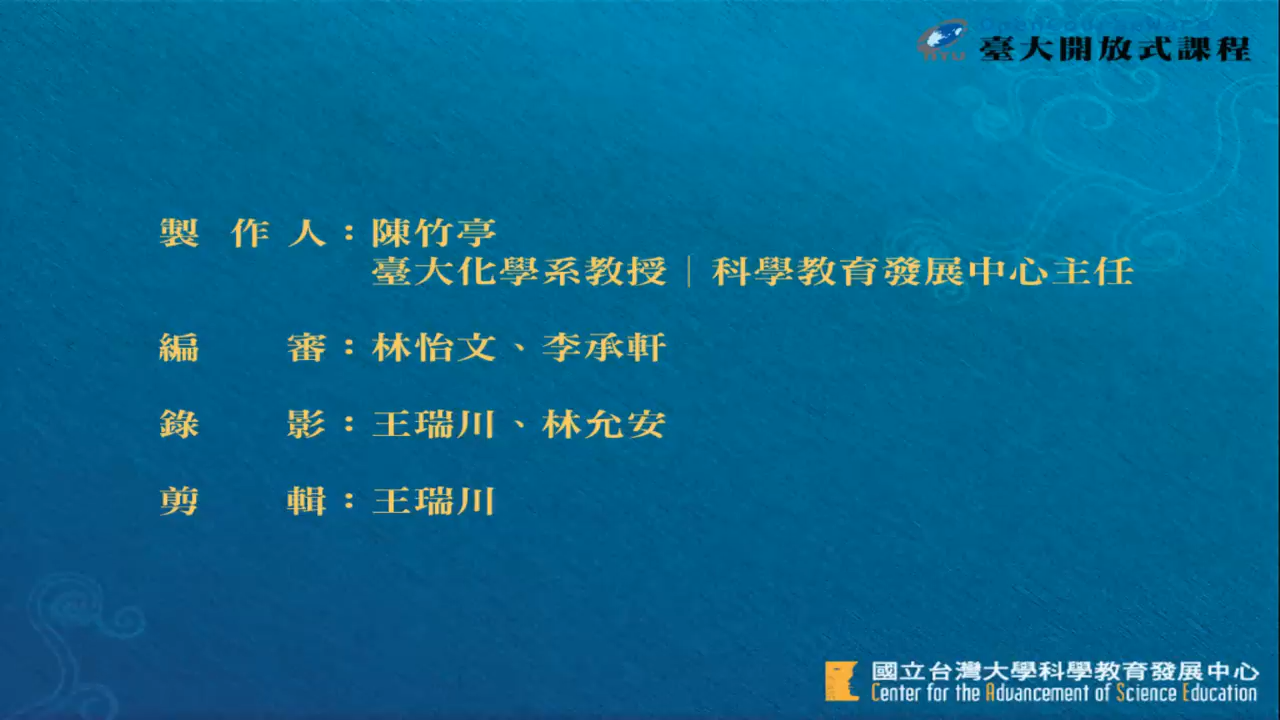 OpenCourseWare
臺大開放式課程
製作人：陳竹亭
臺大化學系教授｜科學教育發展中心主任
編審：林怡文、李承軒
錄影：王瑞川、林允安
剪輯：王瑞川
國立台灣大學科學教育發展中心
Center for the Advancement of Science Education